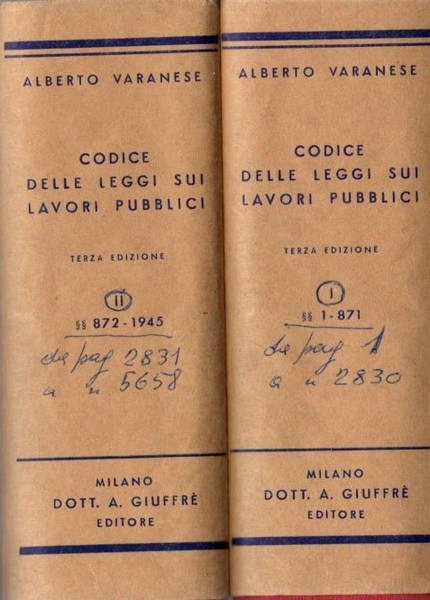 ALBERTO VARANESE
CODICE
DELLE LEGGI SUI
LAVORI PUBBLICI
TERZA EDIZIONE
II
§§ 872-1945
da pag 2831
a " 5658
MILANO
DOTT. A. GIUFFRÈ
EDITORE
ALBERTO VARANESE
CODICE
DELLE LEGGI SUI
LAVORI PUBBLICI
TERZA EDIZIONE
I
§§ 1-871
da pag 1
a " 2830
MILANO
DOTT. A. GIUFFRÈ
EDITORE